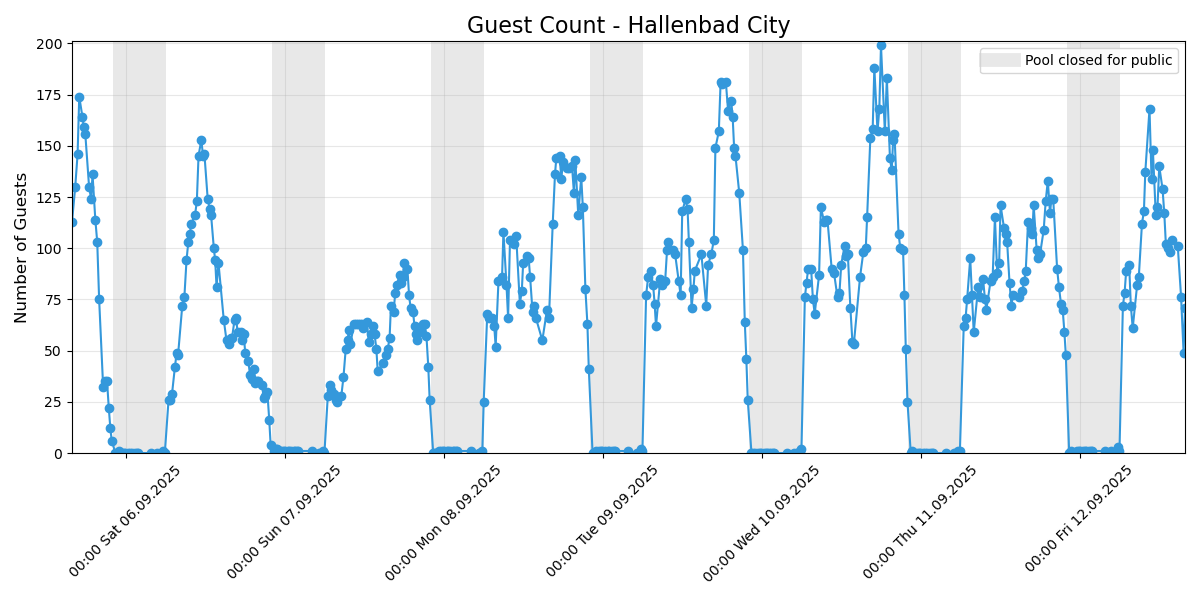 Guest Count - Hallenbad City
Pool closed for public
Number of Guests
200
175
150
125
100
75
50
25
0
00:00 Sat 06.09.2025
00:00 Sun 07.09.2025
00:00 Mon 08.09.2025
00:00 Tue 09.09.2025
00:00 Wed 10.09.2025
00:00 Thu 11.09.2025
00:00 Fri 12.09.2025